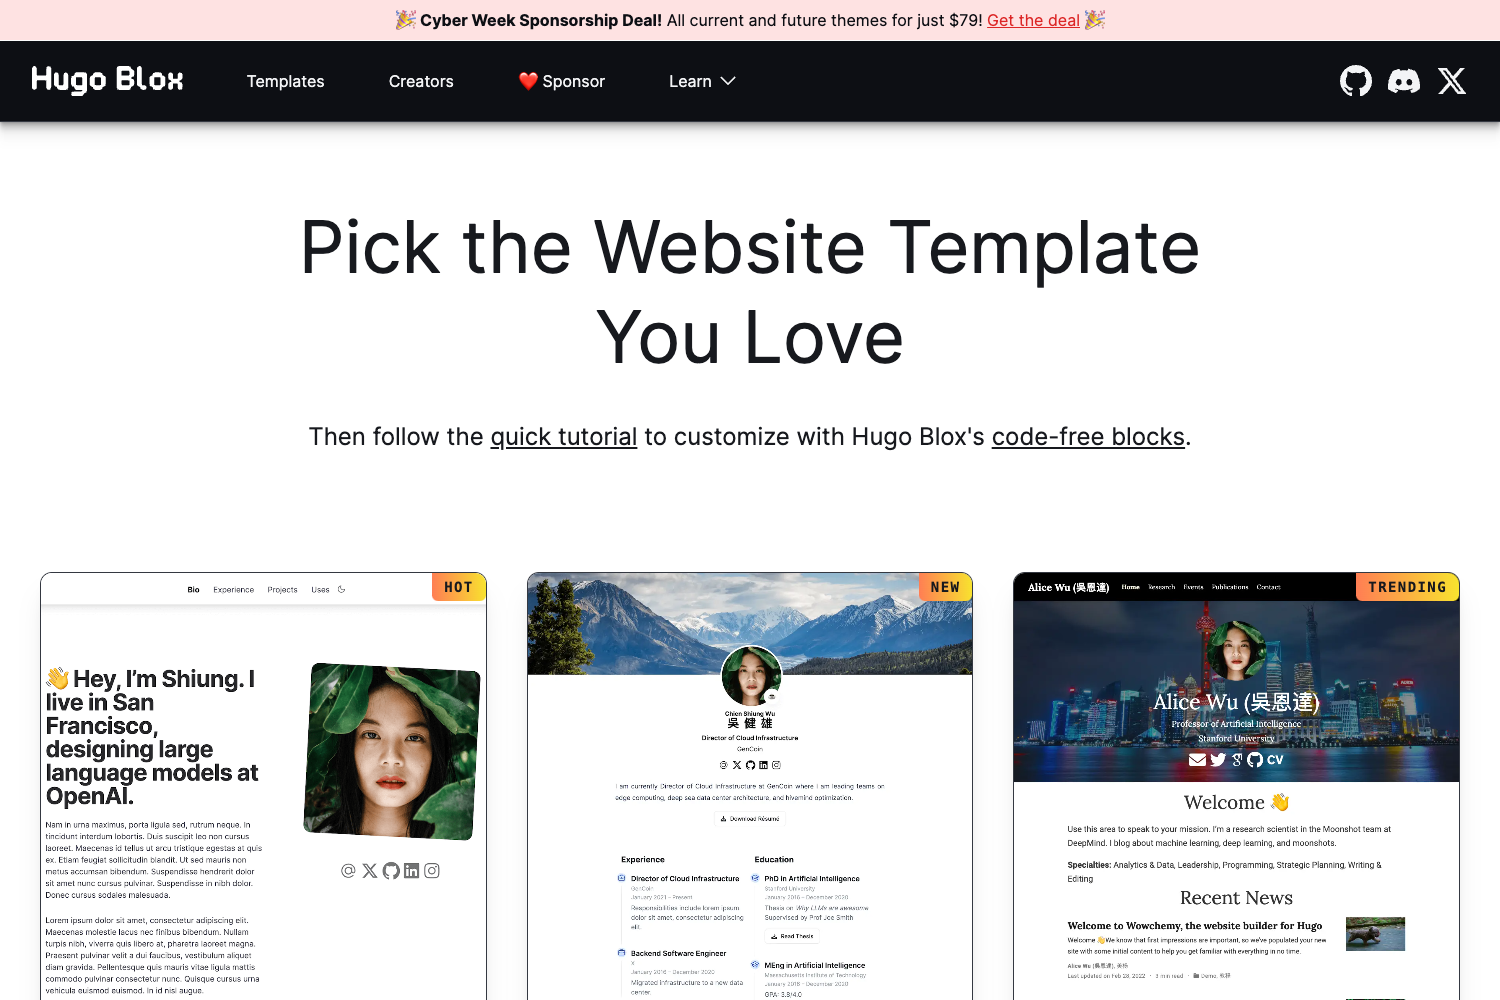 🎉 Cyber Week Sponsorship Deal! All current and future themes for just $79! Get the deal 🎉
Hugo Blox
Templates
Creators
❤️ Sponsor
Learn
Pick the Website Template
You Love
Then follow the quick tutorial to customize with Hugo Blox's code-free blocks.
Bio
Experience
Projects
Uses
HOT
👋 Hey, I'm Shiung. I
live in San
Francisco,
designing large
language models at
OpenAI.
Nam in urna maximus, porta ligula sed, rutrum neque. In
tincidunt interdum lobortis. Duis suscipit leo non cursus
laoreet. Maecenas id tellus ut arcu tristique egestas at quis
ex. Etiam feugiat sollicitudin blandit. Ut sed mauris non
metus accumsan bibendum. Suspendisse hendrerit dolor
sit amet nunc cursus pulvinar. Suspendisse in nibh dolor.
Donec cursus sodales malesuada.
Lorem ipsum dolor sit amet, consectetur adipiscing elit.
Maecenas molestie lacus nec finibus bibendum. Nullam
turpis nibh, viverra quis libero at, pharetra laoreet magna.
Praesent pulvinar velit a dui faucibus, vestibulum aliquet
diam gravida. Pellentesque quis mauris vitae ligula mattis
commodo pulvinar consectetur nunc. Quisque cursus urna
vehicula euismod euismod. In id nisi augue.
NEW
Chien Shiung Wu
吳健雄
Director of Cloud Infrastructure
GenCoin
I am currently Director of Cloud Infrastructure at GenCoin where I am leading teams on
edge computing, deep sea data center architecture, and hivemind optimization.
Download Résumé
Experience
Director of Cloud Infrastructure
GenCoin
January 2021 – Present
Responsibilities include lorem ipsum
dolor sit amet, consectetur adipiscing
elit.
Backend Software Engineer
X
January 2016 – December 2020
Migrated infrastructure to a new data
center.
Education
PhD in Artificial Intelligence
Stanford University
January 2016 – December 2020
Thesis on Why LLMs are awesome.
Supervised by Prof Joe Smith
Read Thesis
MEng in Artificial Intelligence
Massachusetts Institute of Technology
January 2016 – December 2020
GPA: 3.8/4.0
Alice Wu (吳恩達)
Home
Research
Events
Publications
Contact
TRENDING
Alice Wu (吳恩達)
Professor of Artificial Intelligence
Stanford University
CV
Welcome 👋
Use this area to speak to your mission. I'm a research scientist in the Moonshot team at
DeepMind. I blog about machine learning, deep learning, and moonshots.
Specialties: Analytics & Data, Leadership, Programming, Strategic Planning, Writing &
Editing
Recent News
Welcome to Wowchemy, the website builder for Hugo
Welcome 👋 We know that first impressions are important, so we've populated your new
site with some initial content to help you get familiar with everything in no time.
Alice Wu (吳恩達),
Last updated on Feb 28, 2022 · 3 min read · Demo, 教程